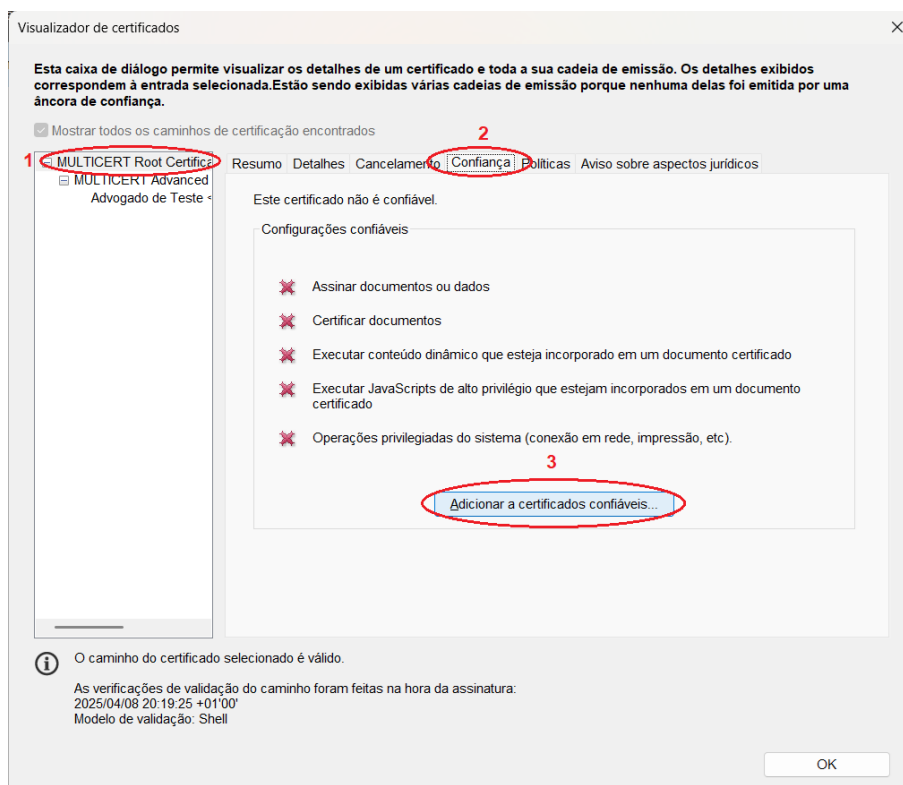 Visualizador de certificados
Esta caixa de diálogo permite visualizar os detalhes de um certificado e toda a sua cadeia de emissão. Os detalhes exibidos
correspondem à entrada selecionada.Estão sendo exibidas várias cadeias de emissão porque nenhuma delas foi emitida por uma
âncora de confiança.
Mostrar todos os caminhos de certificação encontrados
2
1 MULTICERT Root Certifica
Resumo Detalhes Cancelamento Confiança Políticas Aviso sobre aspectos jurídicos
MULTICERT Advanced
Advogado de Teste <
Este certificado não é confiável.
Configurações confiáveis
Assinar documentos ou dados
Certificar documentos
Executar conteúdo dinâmico que esteja incorporado em um documento certificado
Executar JavaScripts de alto privilégio que estejam incorporados em um documento
certificado
Operações privilegiadas do sistema (conexão em rede, impressão, etc).
3
Adicionar a certificados confiáveis...
O caminho do certificado selecionado é válido.
As verificações de validação do caminho foram feitas na hora da assinatura:
2025/04/08 20:19:25 +01'00'
Modelo de validação: Shell
OK